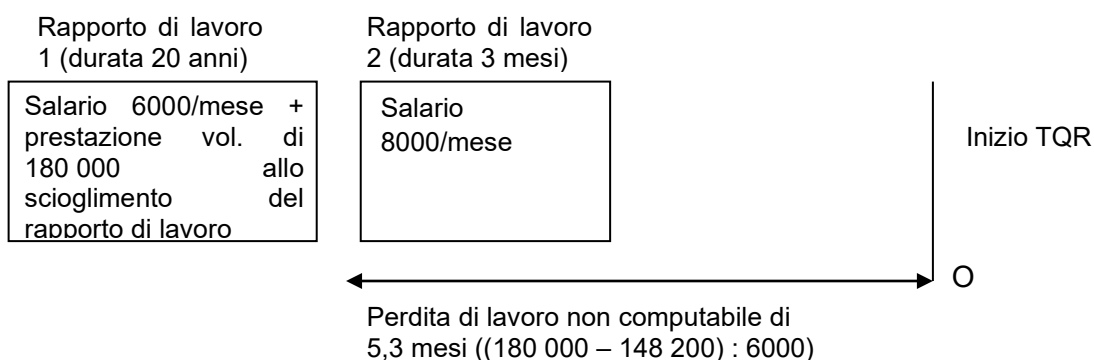 Rapporto di lavoro
1 (durata 20 anni)
Rapporto di lavoro
2 (durata 3 mesi)
Salario 6000/mese +
prestazione vol. di
180 000 allo
scioglimento del
rapporto di lavoro
Salario
8000/mese
Inizio TQR
O
Perdita di lavoro non computabile di
5,3 mesi ((180 000 – 148 200) : 6000)